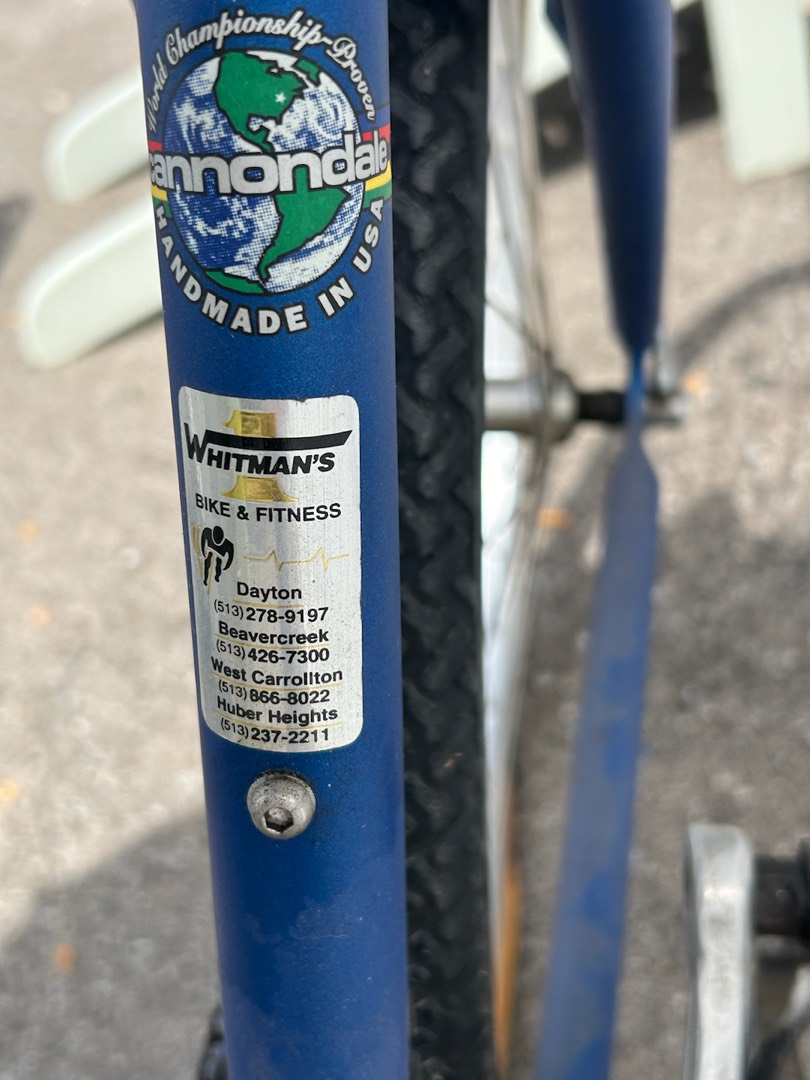 World Championship-Proven
cannondale
HANDMADE IN USA
1
WHITMAN'S
BIKE & FITNESS
Dayton
(513) 278-9197
Beavercreek
(513) 426-7300
West Carrollton
(513) 866-8022
Huber Heights
(513) 237-2211